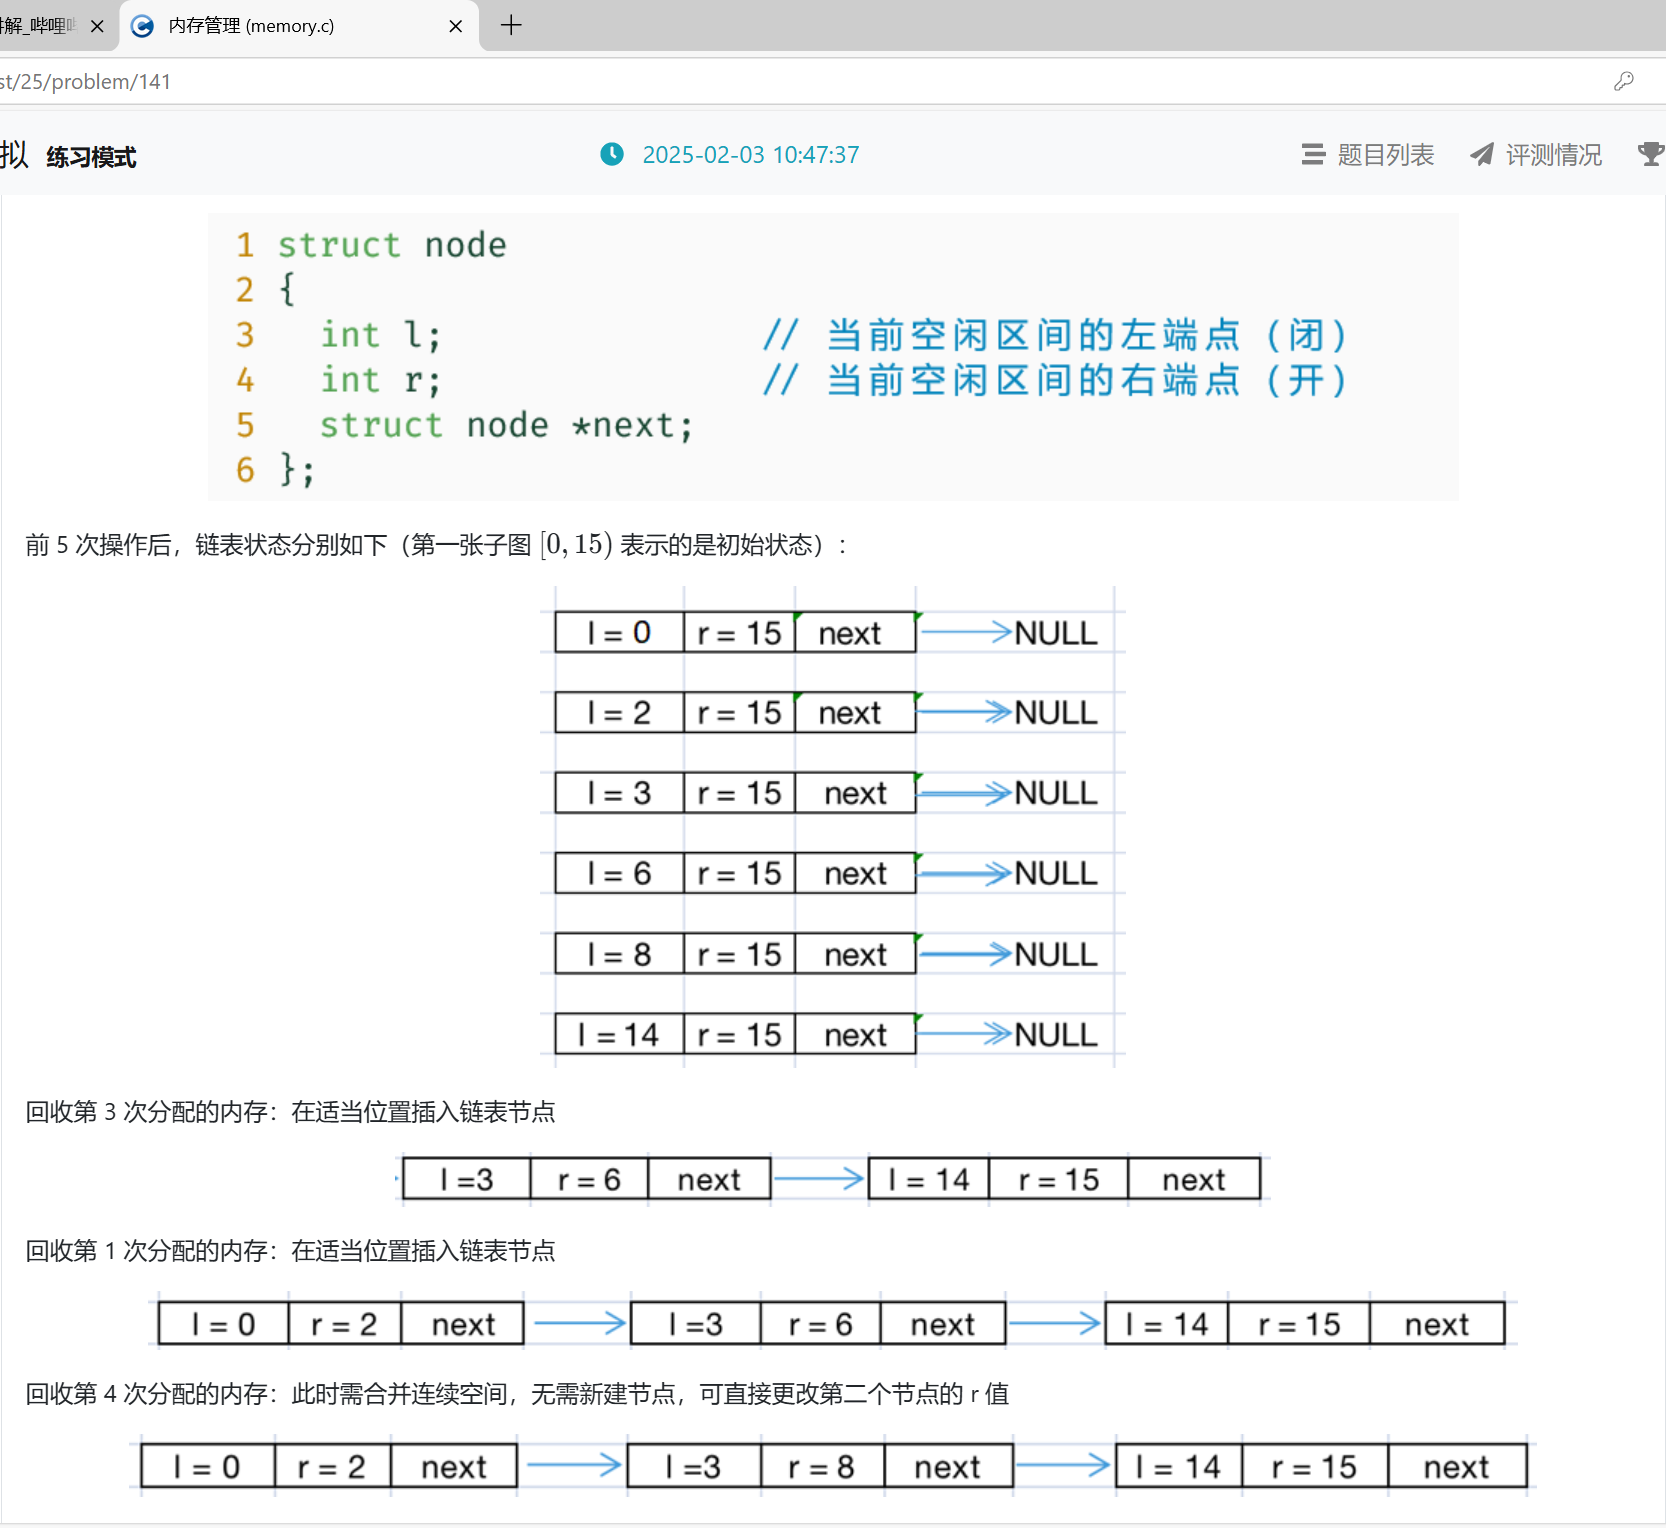 讲解_哔哩
内存管理 (memory.c)
st/25/problem/141
拟 练习模式
2025-02-03 10:47:37
题目列表
评测情况
1 struct node
2 {
3 int l; // 当前空闲区间的左端点（闭）
4 int r; // 当前空闲区间的右端点（开）
5 struct node *next;
6 };
前 5 次操作后，链表状态分别如下（第一张子图 [0, 15) 表示的是初始状态）：
l = 0 r = 15 next NULL
l = 2 r = 15 next NULL
l = 3 r = 15 next NULL
l = 6 r = 15 next NULL
l = 8 r = 15 next NULL
l = 14 r = 15 next NULL
回收第 3 次分配的内存：在适当位置插入链表节点
l =3 r = 6 next l = 14 r = 15 next
回收第 1 次分配的内存：在适当位置插入链表节点
l = 0 r = 2 next l =3 r = 6 next l = 14 r = 15 next
回收第 4 次分配的内存：此时需合并连续空间，无需新建节点，可直接更改第二个节点的 r 值
l = 0 r = 2 next l =3 r = 8 next l = 14 r = 15 next